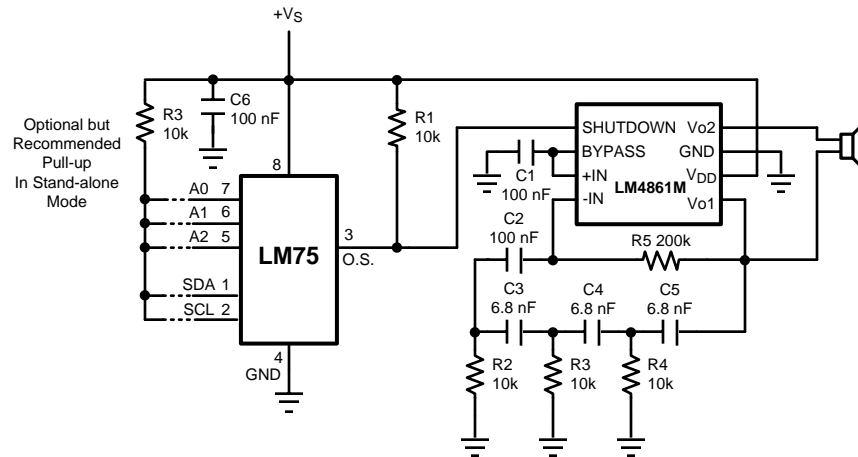 +VS
R3
10k
C6
100 nF
R1
10k
Optional but
Recommended
Pull-up
In Stand-alone
Mode
8
A0 7
A1 6
A2 5
SDA 1
SCL 2
LM75
3
O.S.
4
GND
SHUTDOWN
BYPASS
+IN
-IN
LM4861M
Vo2
GND
VDD
Vo1
C1
100 nF
C2
100 nF
R5 200k
C3
6.8 nF
C4
6.8 nF
C5
6.8 nF
R2
10k
R3
10k
R4
10k